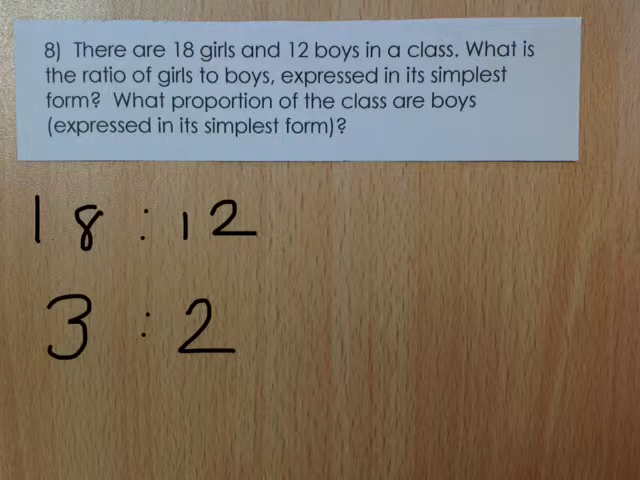 8) There are 18 girls and 12 boys in a class. What is
the ratio of girls to boys, expressed in its simplest
form? What proportion of the class are boys
(expressed in its simplest form)?
18 : 12
3 : 2